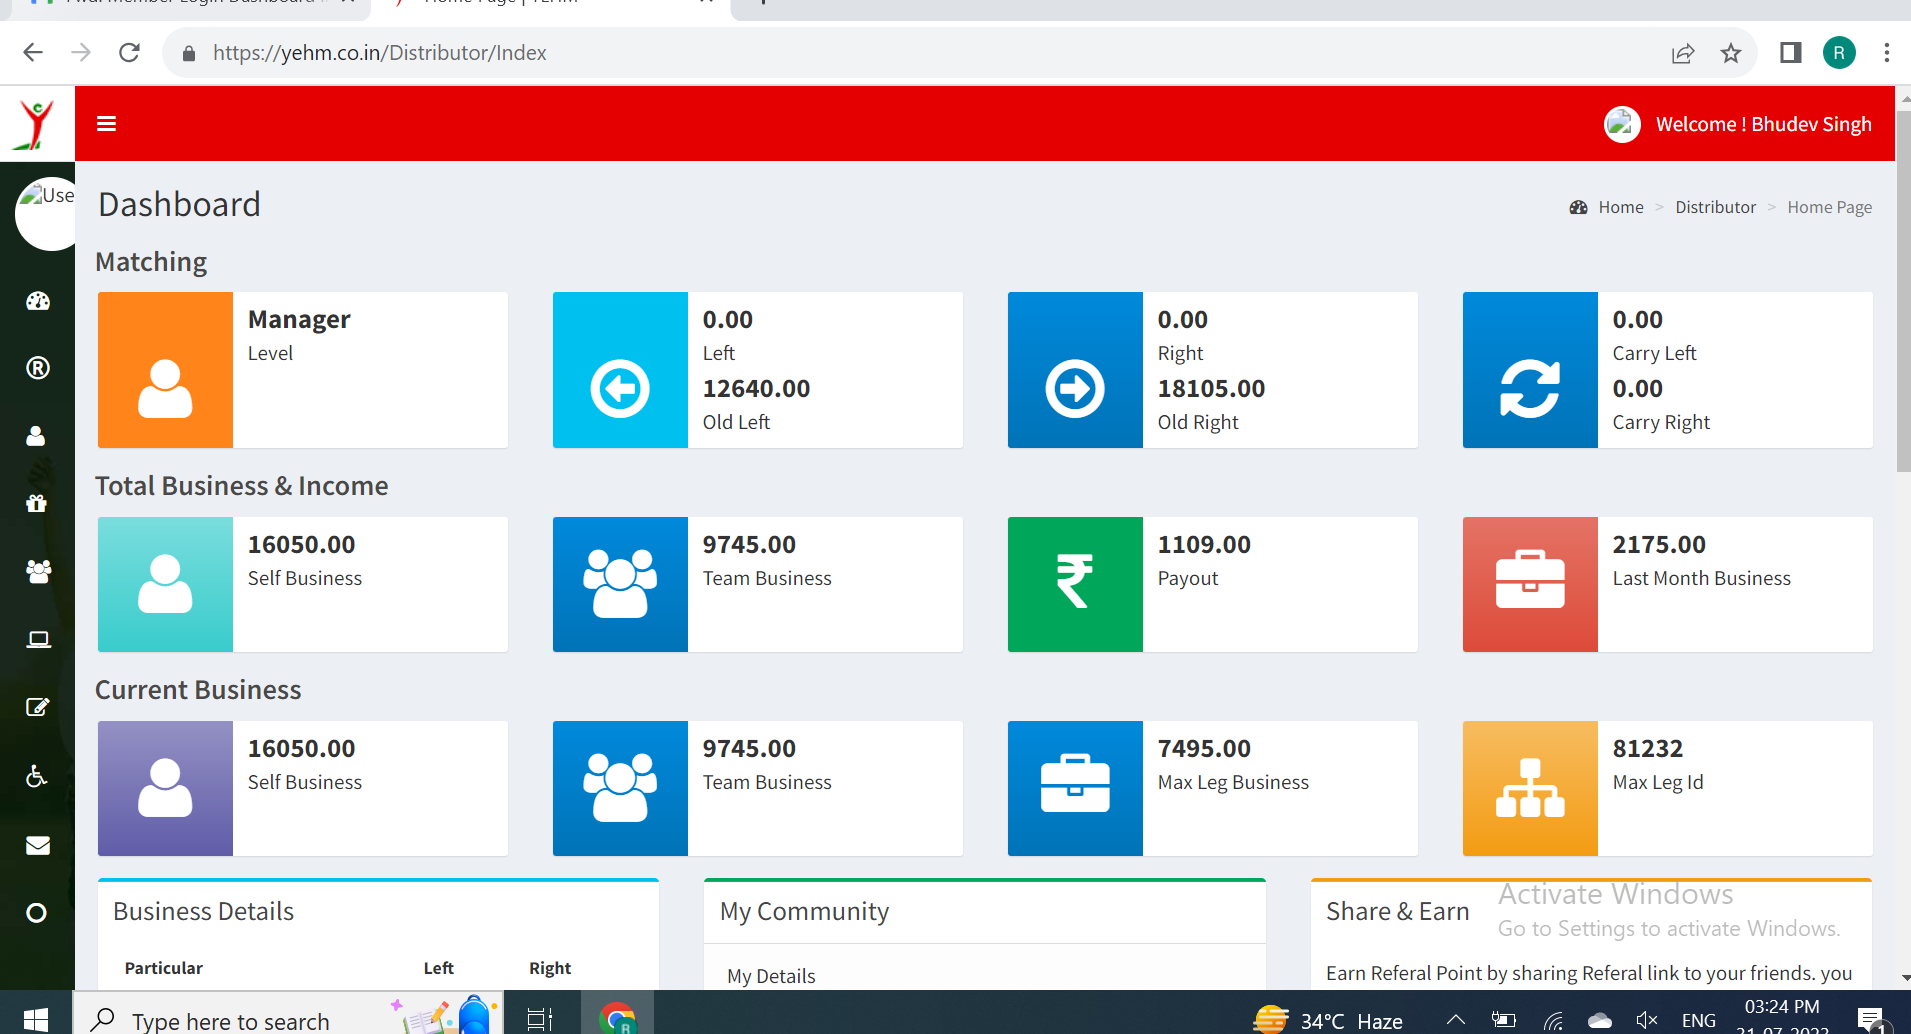 https://yehm.co.in/Distributor/Index
R
Welcome ! Bhudev Singh
Use
Dashboard
Home > Distributor > Home Page
Matching
Manager
Level
0.00
Left
12640.00
Old Left
0.00
Right
18105.00
Old Right
0.00
Carry Left
0.00
Carry Right
Total Business & Income
16050.00
Self Business
9745.00
Team Business
1109.00
Payout
2175.00
Last Month Business
Current Business
16050.00
Self Business
9745.00
Team Business
7495.00
Max Leg Business
81232
Max Leg Id
Business Details
Particular Left Right
My Community
My Details
Share & Earn
Earn Referal Point by sharing Referal link to your friends. you
Activate Windows
Go to Settings to activate Windows.
Type here to search
R
34°C Haze
ENG
03:24 PM
1